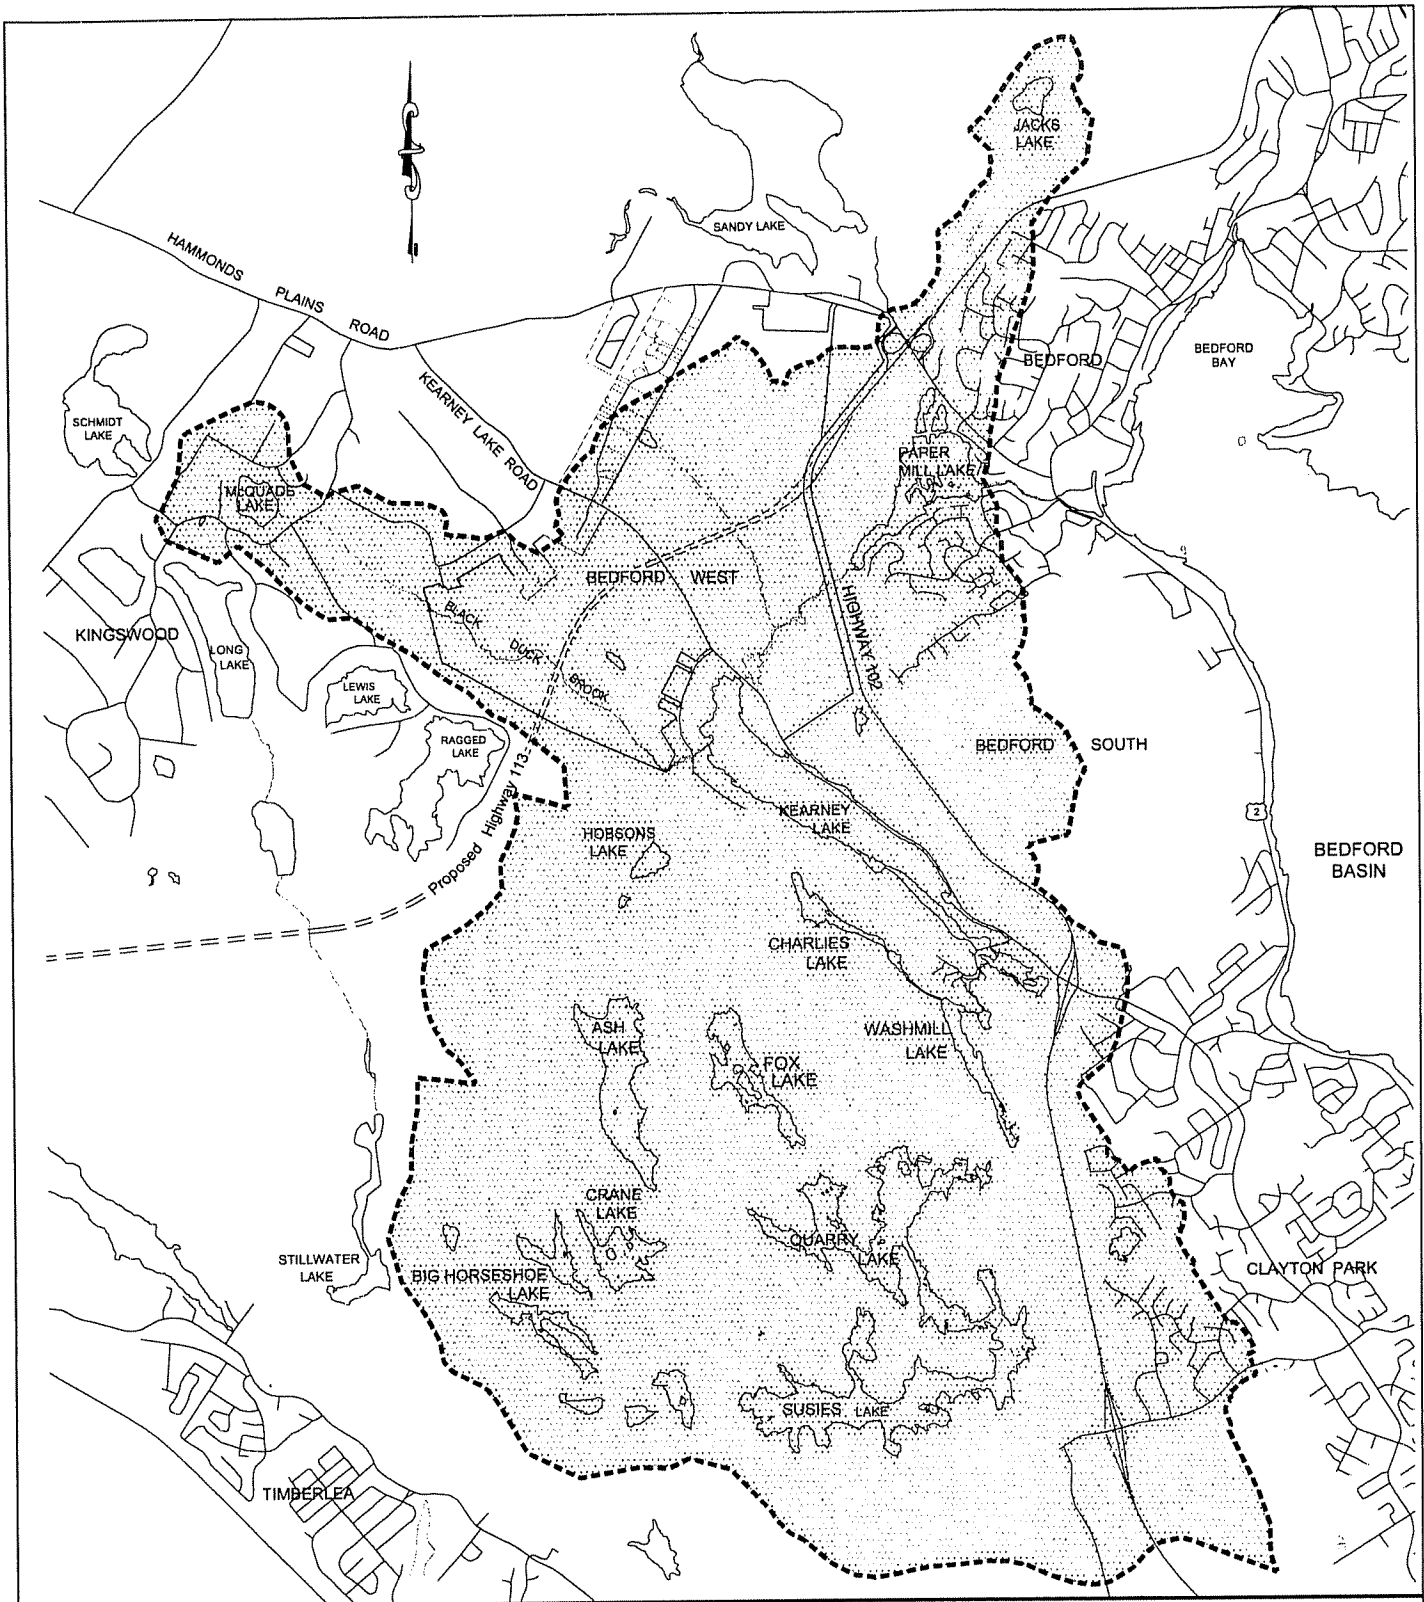 JACKS
LAKE
SANDY LAKE
HAMMONDS PLAINS ROAD
BEDFORD
BEDFORD
BAY
KEARNEY LAKE ROAD
SCHMIDT
LAKE
PAPER
MILL LAKE
McQUADE
LAKE
BEDFORD WEST
HIGHWAY 102
BLACK DUCK BROOK
KINGSWOOD
LONG
LAKE
LEWIS
LAKE
RAGGED
LAKE
BEDFORD SOUTH
Proposed Highway 113
KEARNEY
LAKE
2
HOBSONS
LAKE
BEDFORD
BASIN
CHARLIES
LAKE
ASH
LAKE
WASHMILL
LAKE
FOX
LAKE
CRANE
LAKE
QUARRY
LAKE
STILLWATER
LAKE
BIG HORSESHOE
LAKE
CLAYTON PARK
SUSIES LAKE
TIMBERLEA